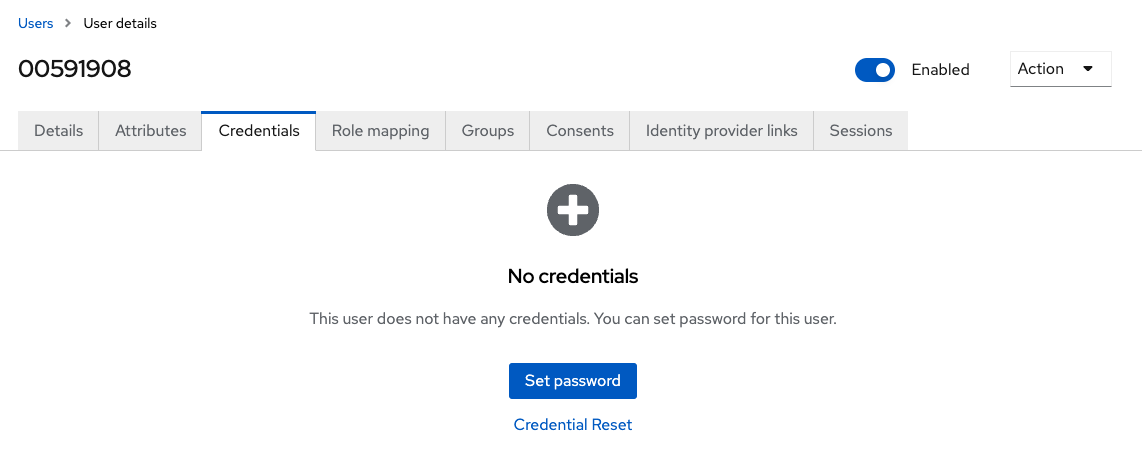 Users > User details
00591908
Enabled
Action
Details Attributes Credentials Role mapping Groups Consents Identity provider links Sessions
No credentials
This user does not have any credentials. You can set password for this user.
Set password
Credential Reset